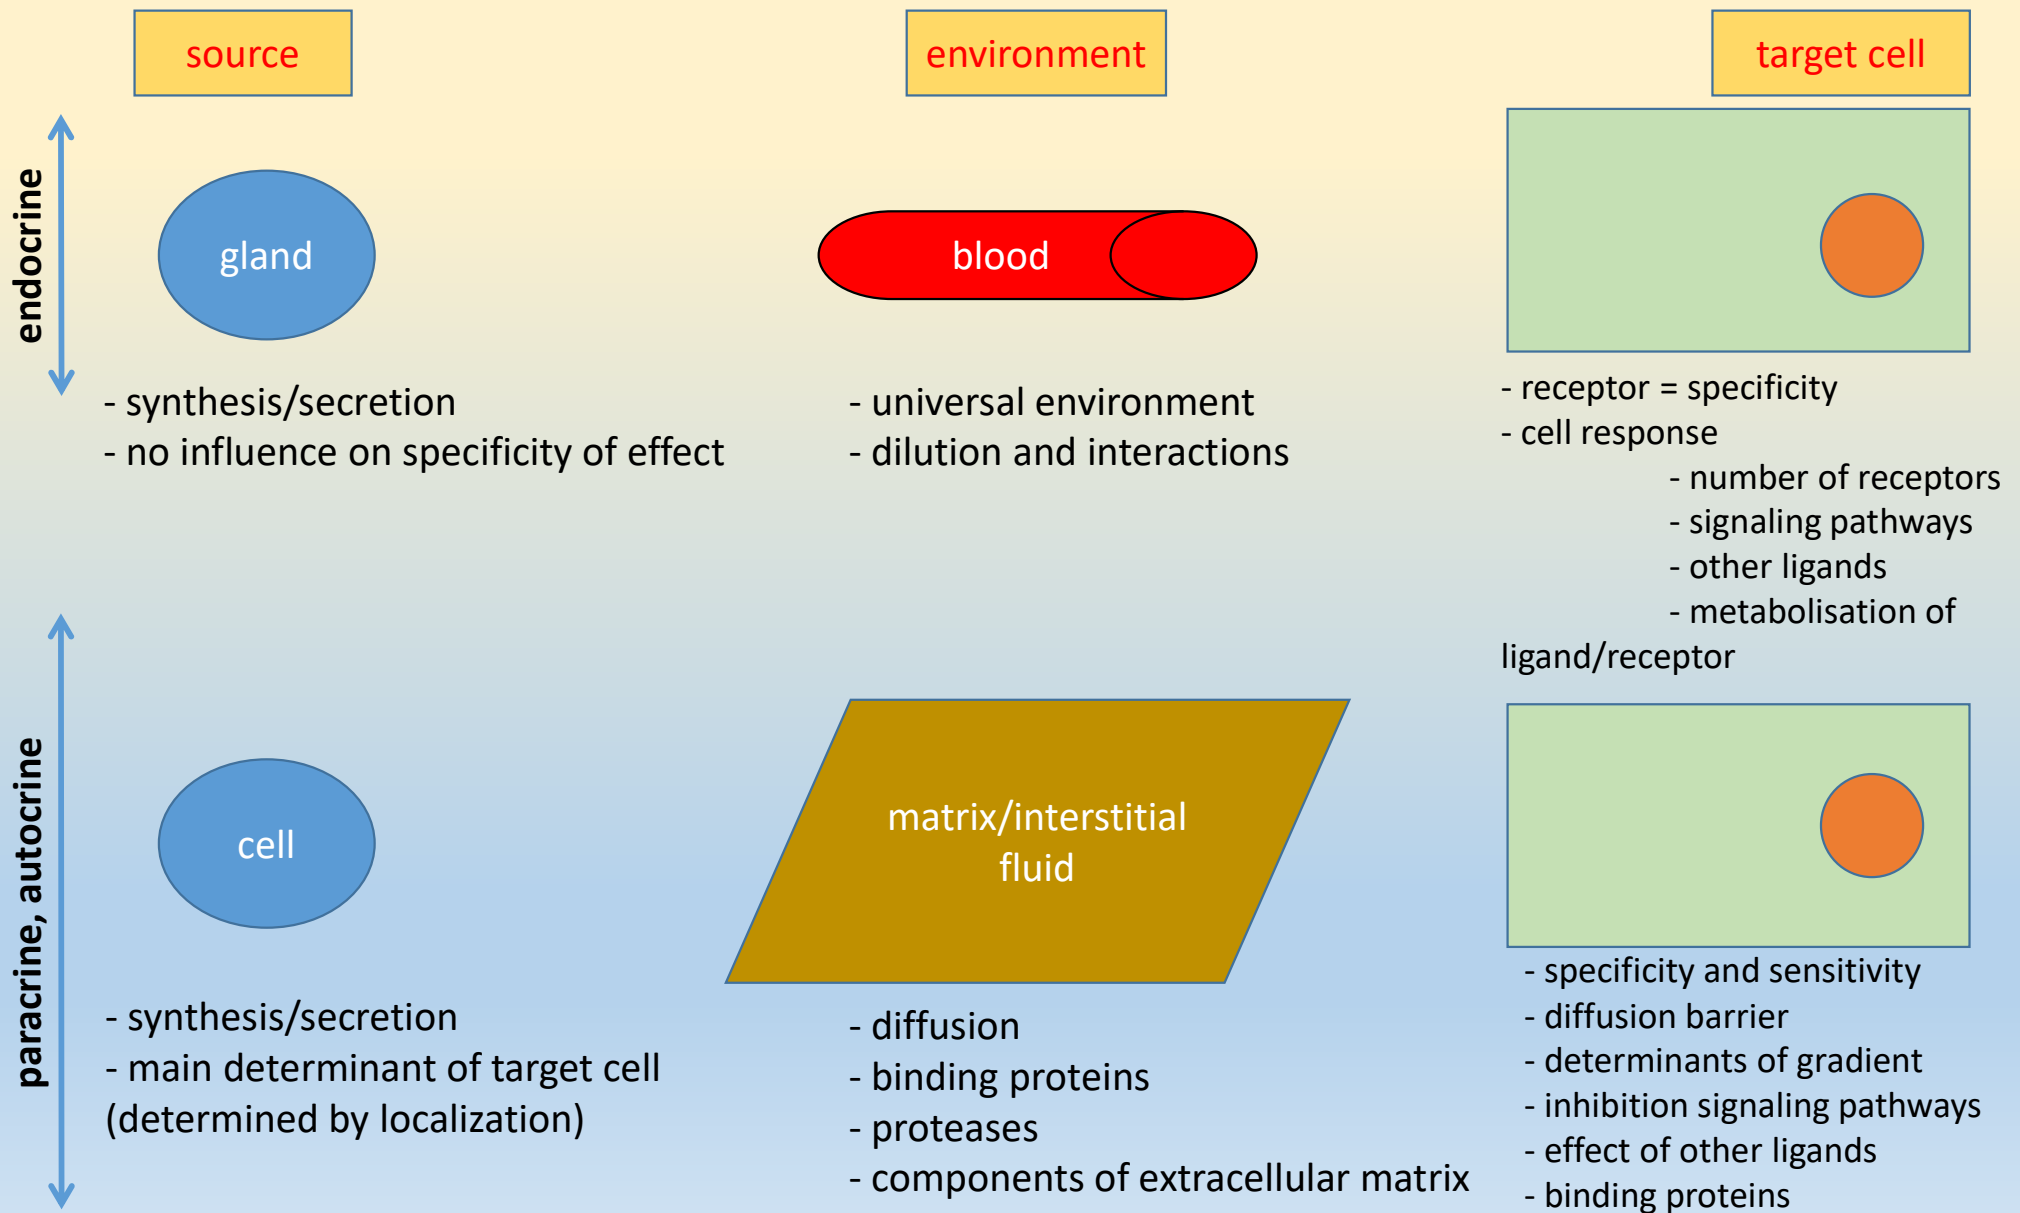 source
environment
target cell
endocrine
gland
blood
- synthesis/secretion
- no influence on specificity of effect
- universal environment
- dilution and interactions
- receptor = specificity
- cell response
- number of receptors
- signaling pathways
- other ligands
- metabolisation of
ligand/receptor
paracrine, autocrine
cell
matrix/interstitial
fluid
- synthesis/secretion
- main determinant of target cell
(determined by localization)
- diffusion
- binding proteins
- proteases
- components of extracellular matrix
- specificity and sensitivity
- diffusion barrier
- determinants of gradient
- inhibition signaling pathways
- effect of other ligands
- binding proteins